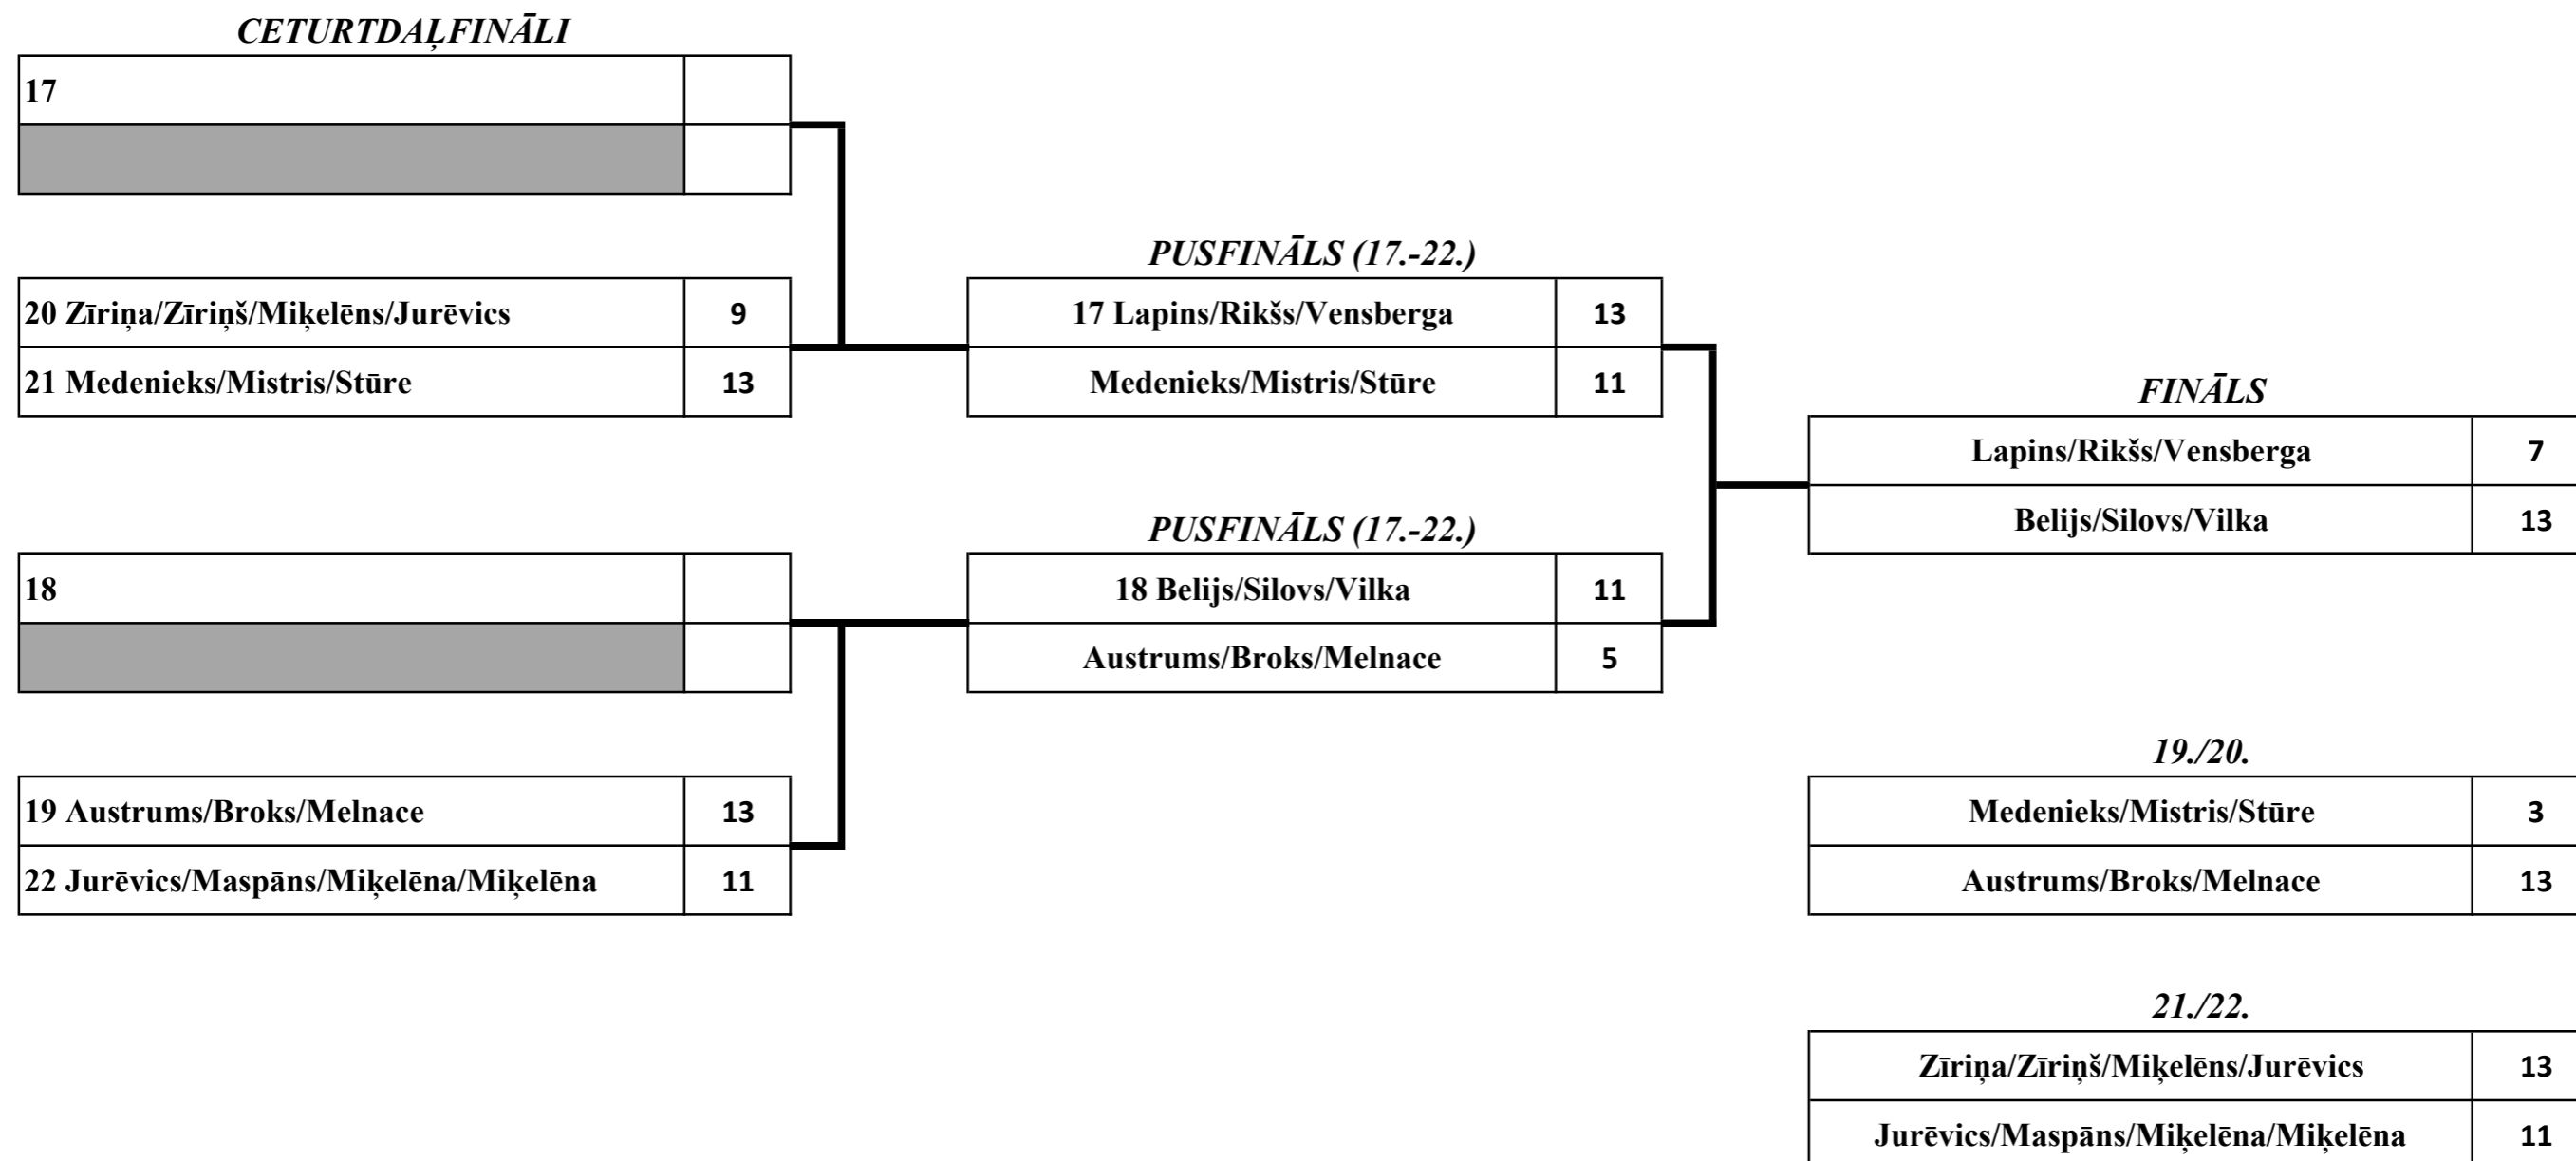 CETURTDAĻFINĀLI
17
20 Zīriņa/Zīriņš/Miķelēns/Jurēvics 9
21 Medenieks/Mistris/Stūre 13
18
19 Austrums/Broks/Melnace 13
22 Jurēvics/Maspāns/Miķelēna/Miķelēna 11
PUSFINĀLS (17.-22.)
17 Lapins/Rikšs/Vensberga 13
Medenieks/Mistris/Stūre 11
PUSFINĀLS (17.-22.)
18 Belijs/Silovs/Vilka 11
Austrums/Broks/Melnace 5
FINĀLS
Lapins/Rikšs/Vensberga 7
Belijs/Silovs/Vilka 13
19./20.
Medenieks/Mistris/Stūre 3
Austrums/Broks/Melnace 13
21./22.
Zīriņa/Zīriņš/Miķelēns/Jurēvics 13
Jurēvics/Maspāns/Miķelēna/Miķelēna 11